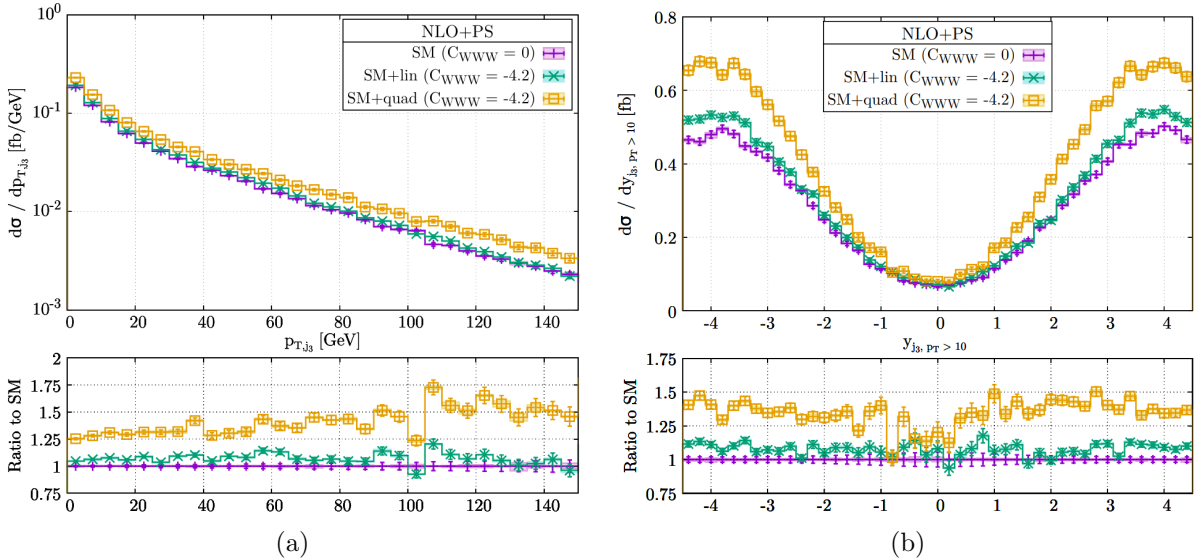 NLO+PS
SM (C_WWW = 0)
SM+lin (C_WWW = -4.2)
SM+quad (C_WWW = -4.2)
dσ / dp_T,j3 [fb/GeV]
10^0
10^-1
10^-2
10^-3
0 20 40 60 80 100 120 140
p_T,j3 [GeV]
Ratio to SM
2
1.75
1.5
1.25
1
0.75
0 20 40 60 80 100 120 140
(a)
NLO+PS
SM (C_WWW = 0)
SM+lin (C_WWW = -4.2)
SM+quad (C_WWW = -4.2)
dσ / dy_j3, p_T > 10 [fb]
0.8
0.6
0.4
0.2
0
-4 -3 -2 -1 0 1 2 3 4
y_j3, p_T > 10
Ratio to SM
1.75
1.5
1.25
1
0.75
-4 -3 -2 -1 0 1 2 3 4
(b)